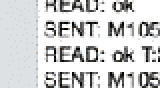 READ: ok
SENT: M105
READ: ok T:
SENT: M105